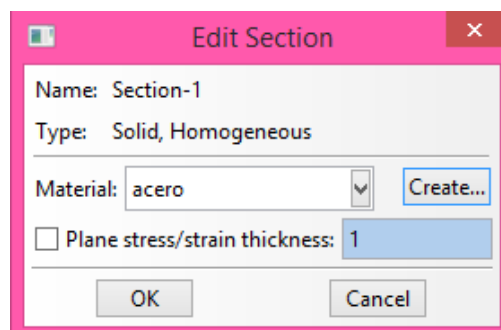 Edit Section
Name: Section-1
Type: Solid, Homogeneous
Material: acero Create...
Plane stress/strain thickness: 1
OK Cancel